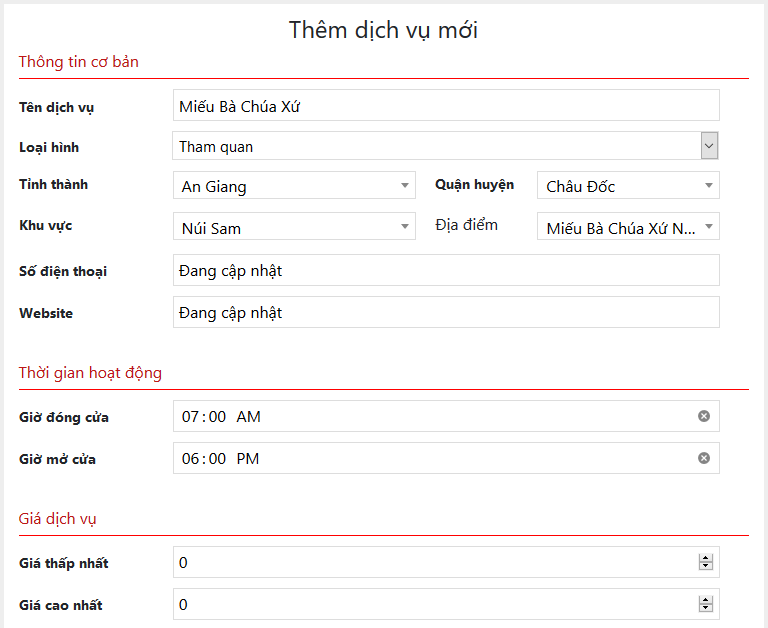 Thêm dịch vụ mới
Thông tin cơ bản
Tên dịch vụ Miếu Bà Chúa Xứ
Loại hình Tham quan
Tỉnh thành An Giang Quận huyện Châu Đốc
Khu vực Núi Sam Địa điểm Miếu Bà Chúa Xứ N...
Số điện thoại Đang cập nhật
Website Đang cập nhật
Thời gian hoạt động
Giờ đóng cửa 07:00 AM
Giờ mở cửa 06:00 PM
Giá dịch vụ
Giá thấp nhất 0
Giá cao nhất 0